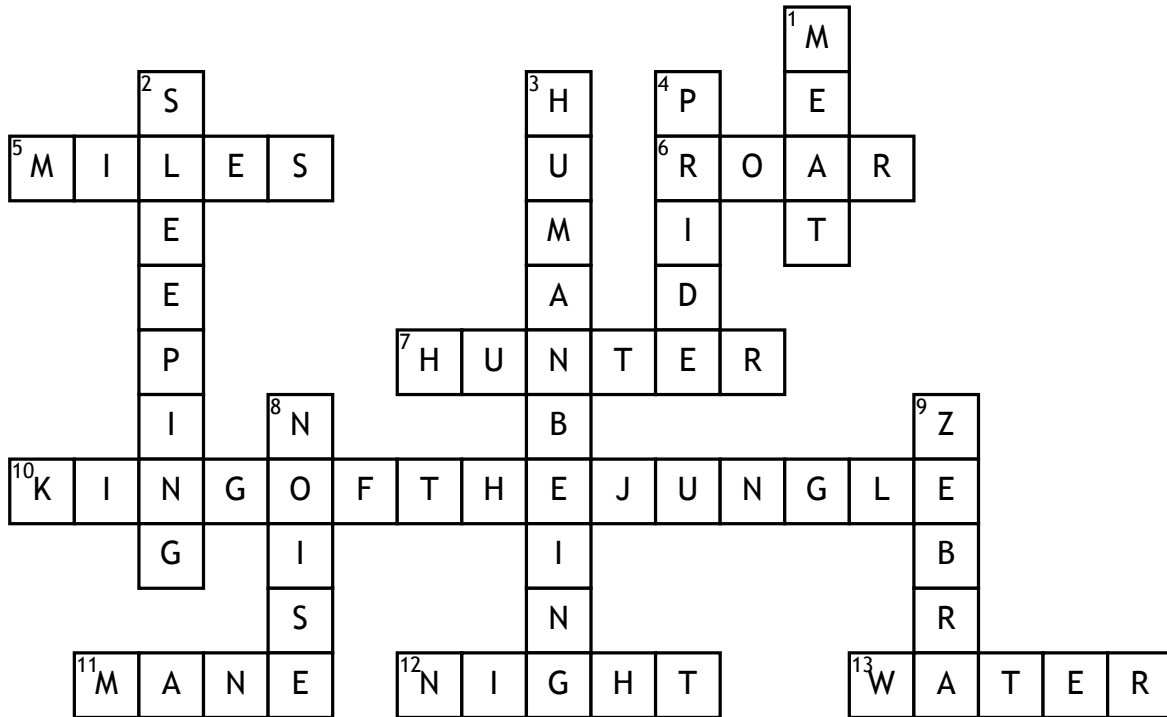 1 M
2 S 3 H 4 P E
5 M I L E S U 6 R O A R
E M I T
E A D
P 7 H U N T E R
I 8 N B 9 Z
10 K I N G O F T H E J U N G L E
G I I B
S N R
11 M A N E 12 N I G H T 13 W A T E R